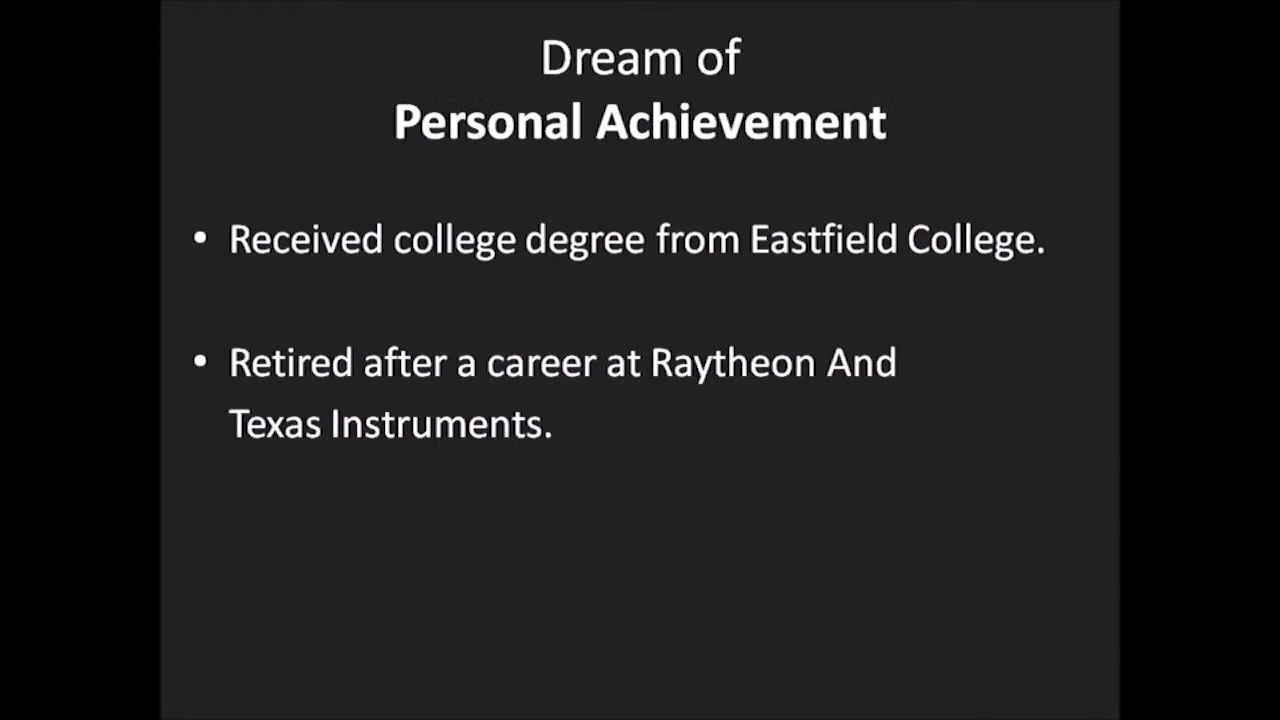 Dream of
Personal Achievement
• Received college degree from Eastfield College.
• Retired after a career at Raytheon And
Texas Instruments.